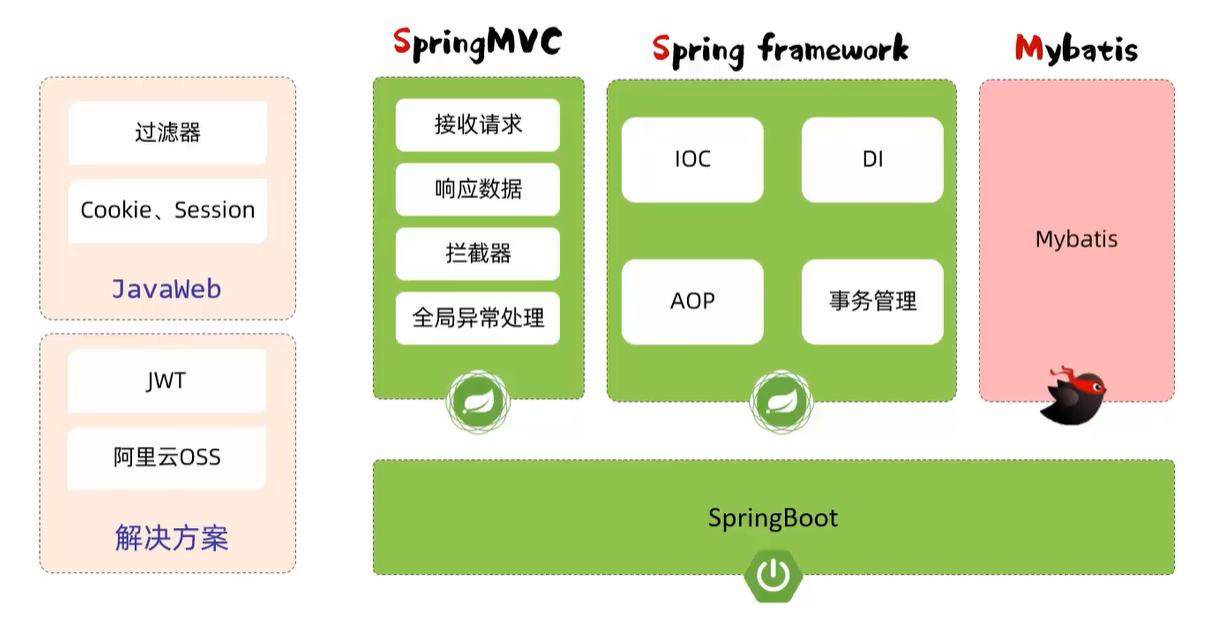 过滤器
Cookie、Session
JavaWeb
JWT
阿里云OSS
解决方案
SpringMVC
接收请求
响应数据
拦截器
全局异常处理
Spring framework
IOC
DI
AOP
事务管理
Mybatis
Mybatis
SpringBoot